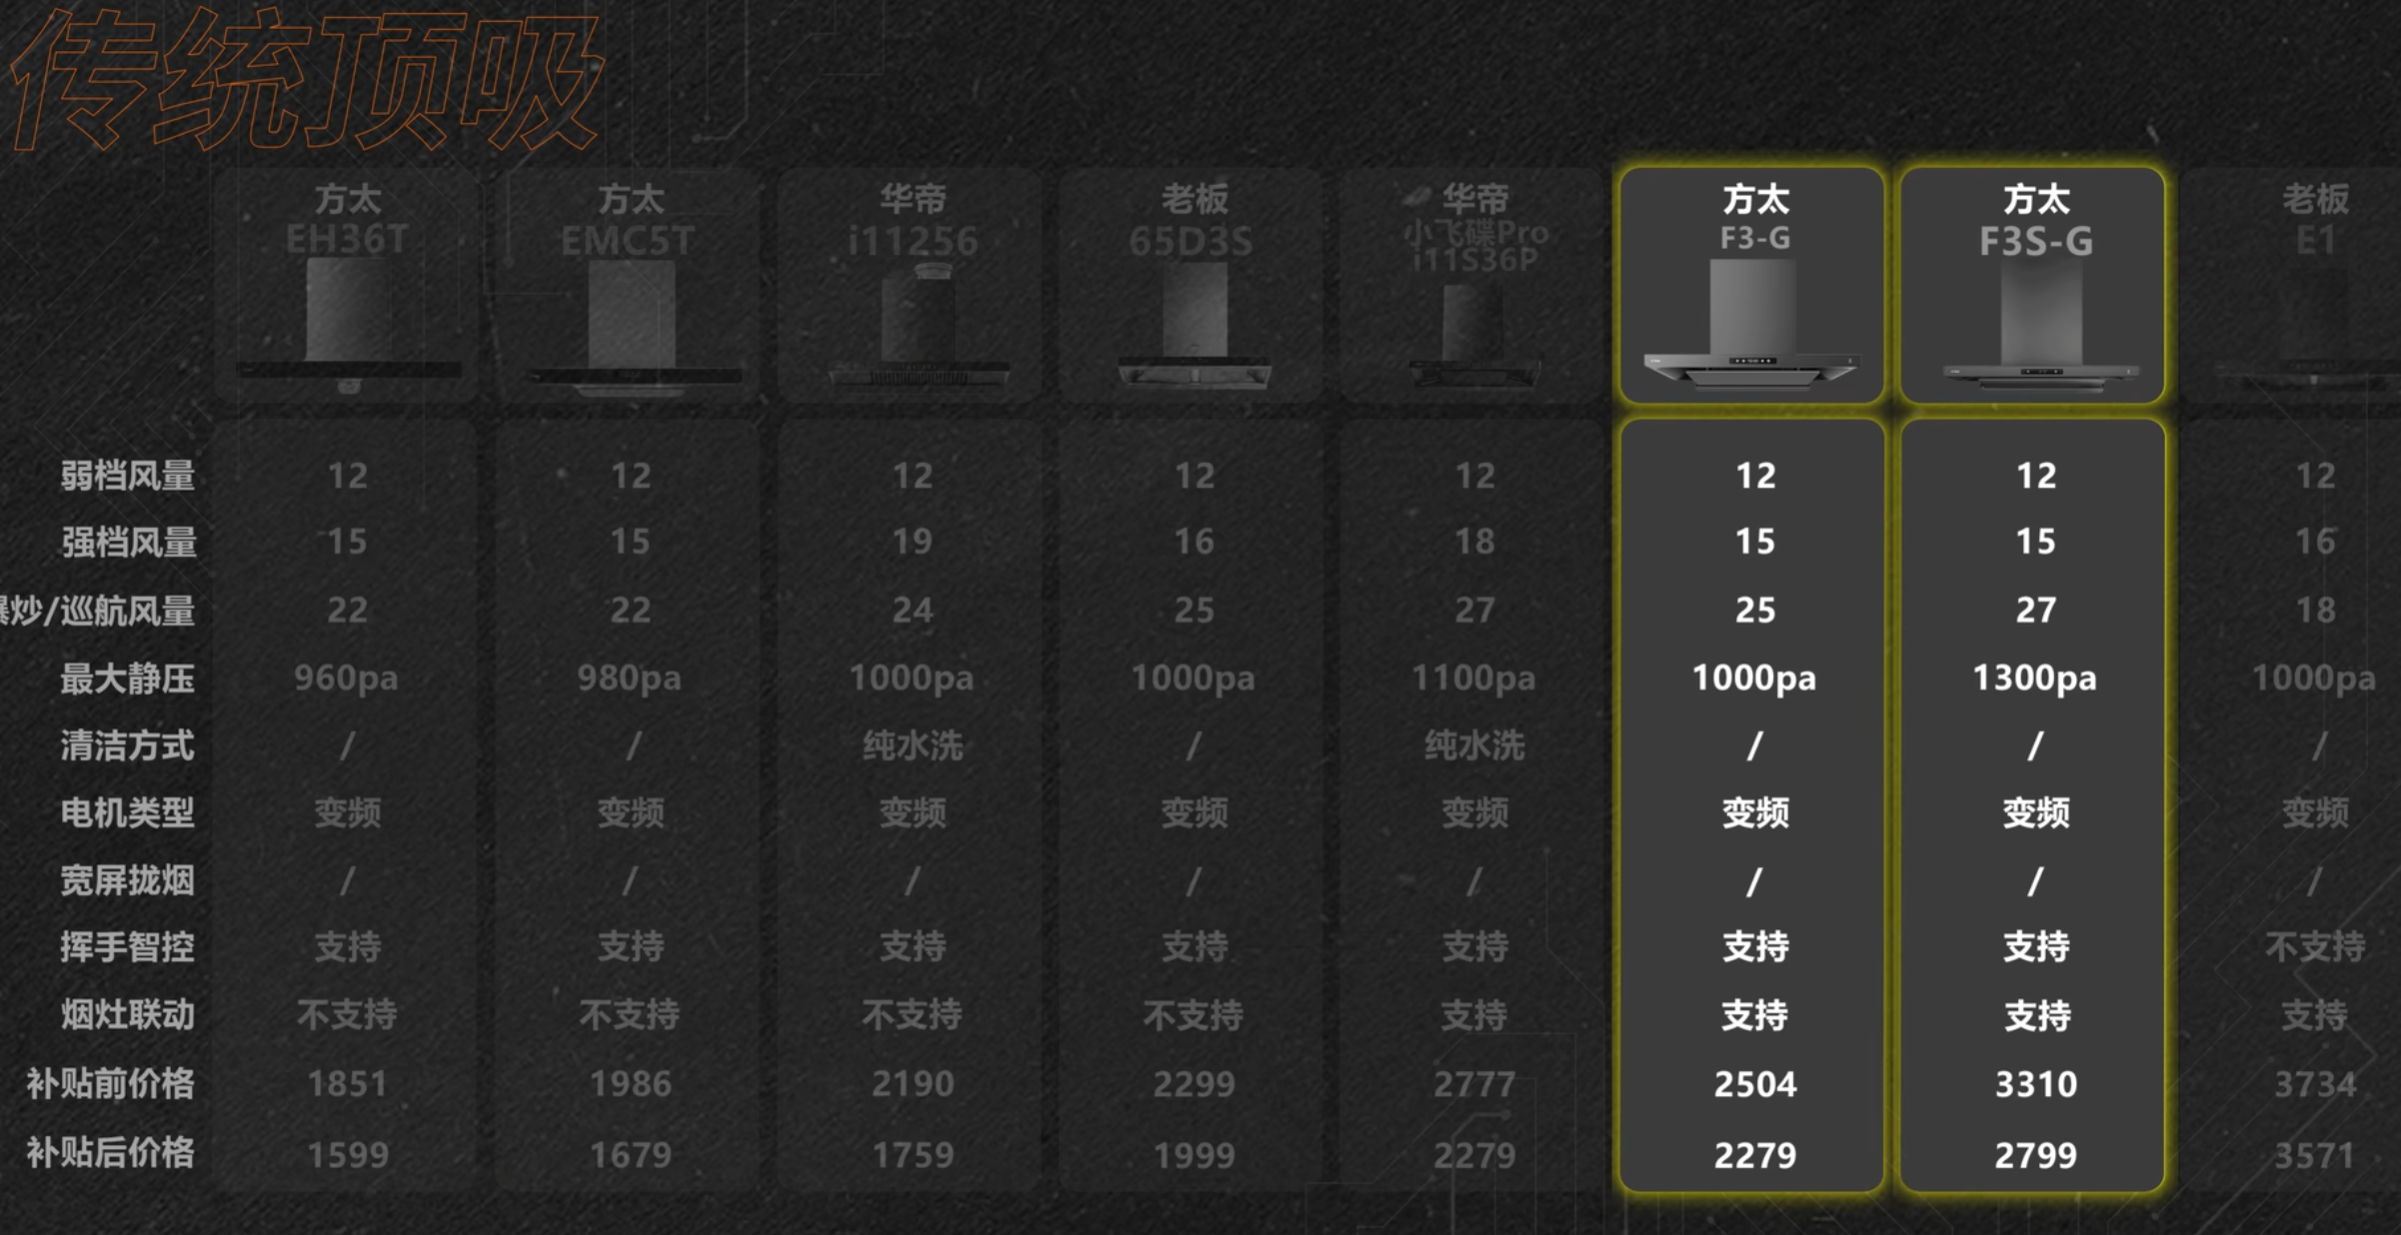 传统顶吸
方太 方太 华帝 老板 华帝 方太 方太 老板
EH36T EMC5T i11256 65D3S 小飞碟Pro i11S36P F3-G F3S-G E1
弱档风量 12 12 12 12 12 12 12 12
强档风量 15 15 19 16 18 15 15 16
爆炒/巡航风量 22 22 24 25 27 25 27 18
最大静压 960pa 980pa 1000pa 1000pa 1100pa 1000pa 1300pa 1000pa
清洁方式 / / 纯水洗 / 纯水洗 / / /
电机类型 变频 变频 变频 变频 变频 变频 变频 变频
宽屏拢烟 / / / / / / / /
挥手智控 支持 支持 支持 支持 支持 支持 支持 不支持
烟灶联动 不支持 不支持 不支持 不支持 支持 支持 支持 支持
补贴前价格 1851 1986 2190 2299 2777 2504 3310 3734
补贴后价格 1599 1679 1759 1999 2279 2279 2799 3571